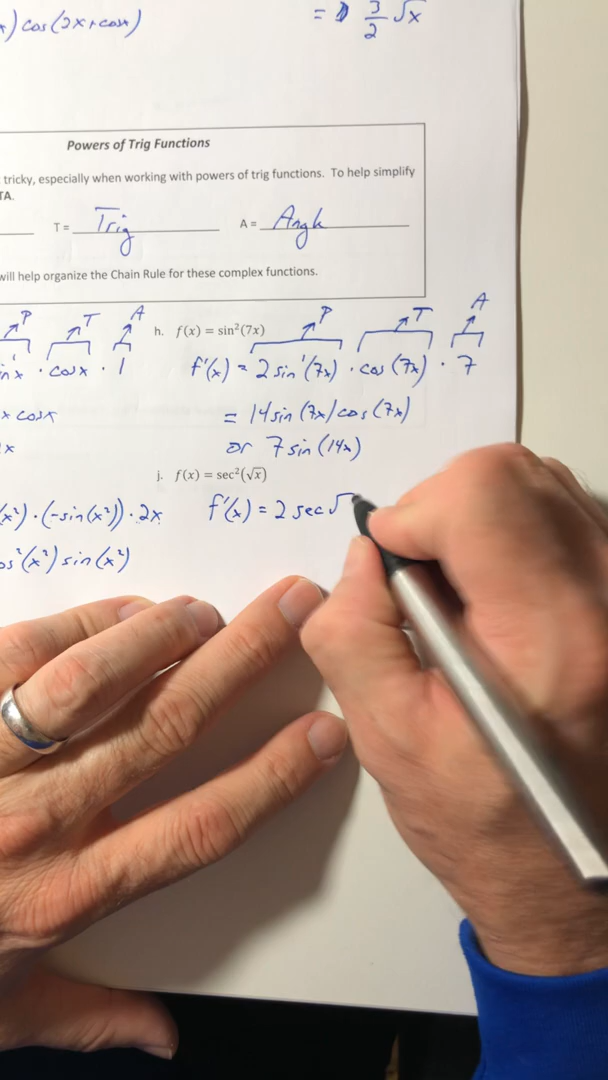 x) cos(2x+cosx)
= 3/2 √x
Powers of Trig Functions
tricky, especially when working with powers of trig functions. To help simplify
TA.
T = Trig A = Angle
will help organize the Chain Rule for these complex functions.
P T A P T A
h. f(x) = sin²(7x)
inx · cosx · 1
f'(x) = 2 sin'(7x) · cos(7x) · 7
x cosx
= 14 sin(7x) cos(7x)
x
or 7 sin(14x)
j. f(x) = sec²(√x)
(x²) · (-sin(x²)) · 2x
f'(x) = 2 sec √
os²(x²) sin(x²)